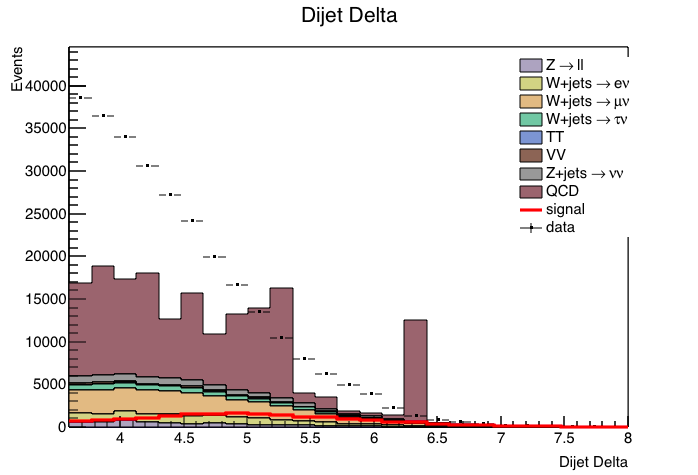 Dijet Delta
Events
40000
35000
30000
25000
20000
15000
10000
5000
0
Z → ll
W+jets → eν
W+jets → μν
W+jets → τν
TT
VV
Z+jets → νν
QCD
signal
data
4 4.5 5 5.5 6 6.5 7 7.5 8
Dijet Delta